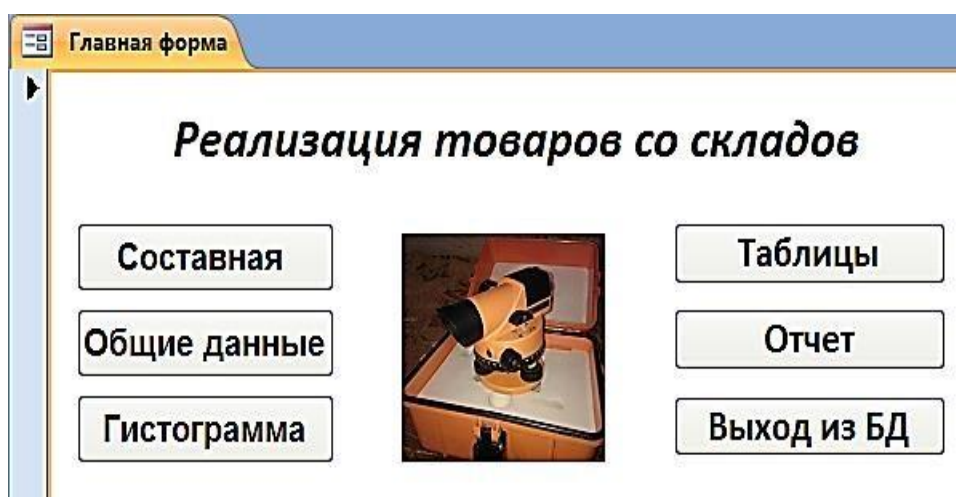 Главная форма
Реализация товаров со складов
Составная
Таблицы
Общие данные
Отчет
Гистограмма
Выход из БД